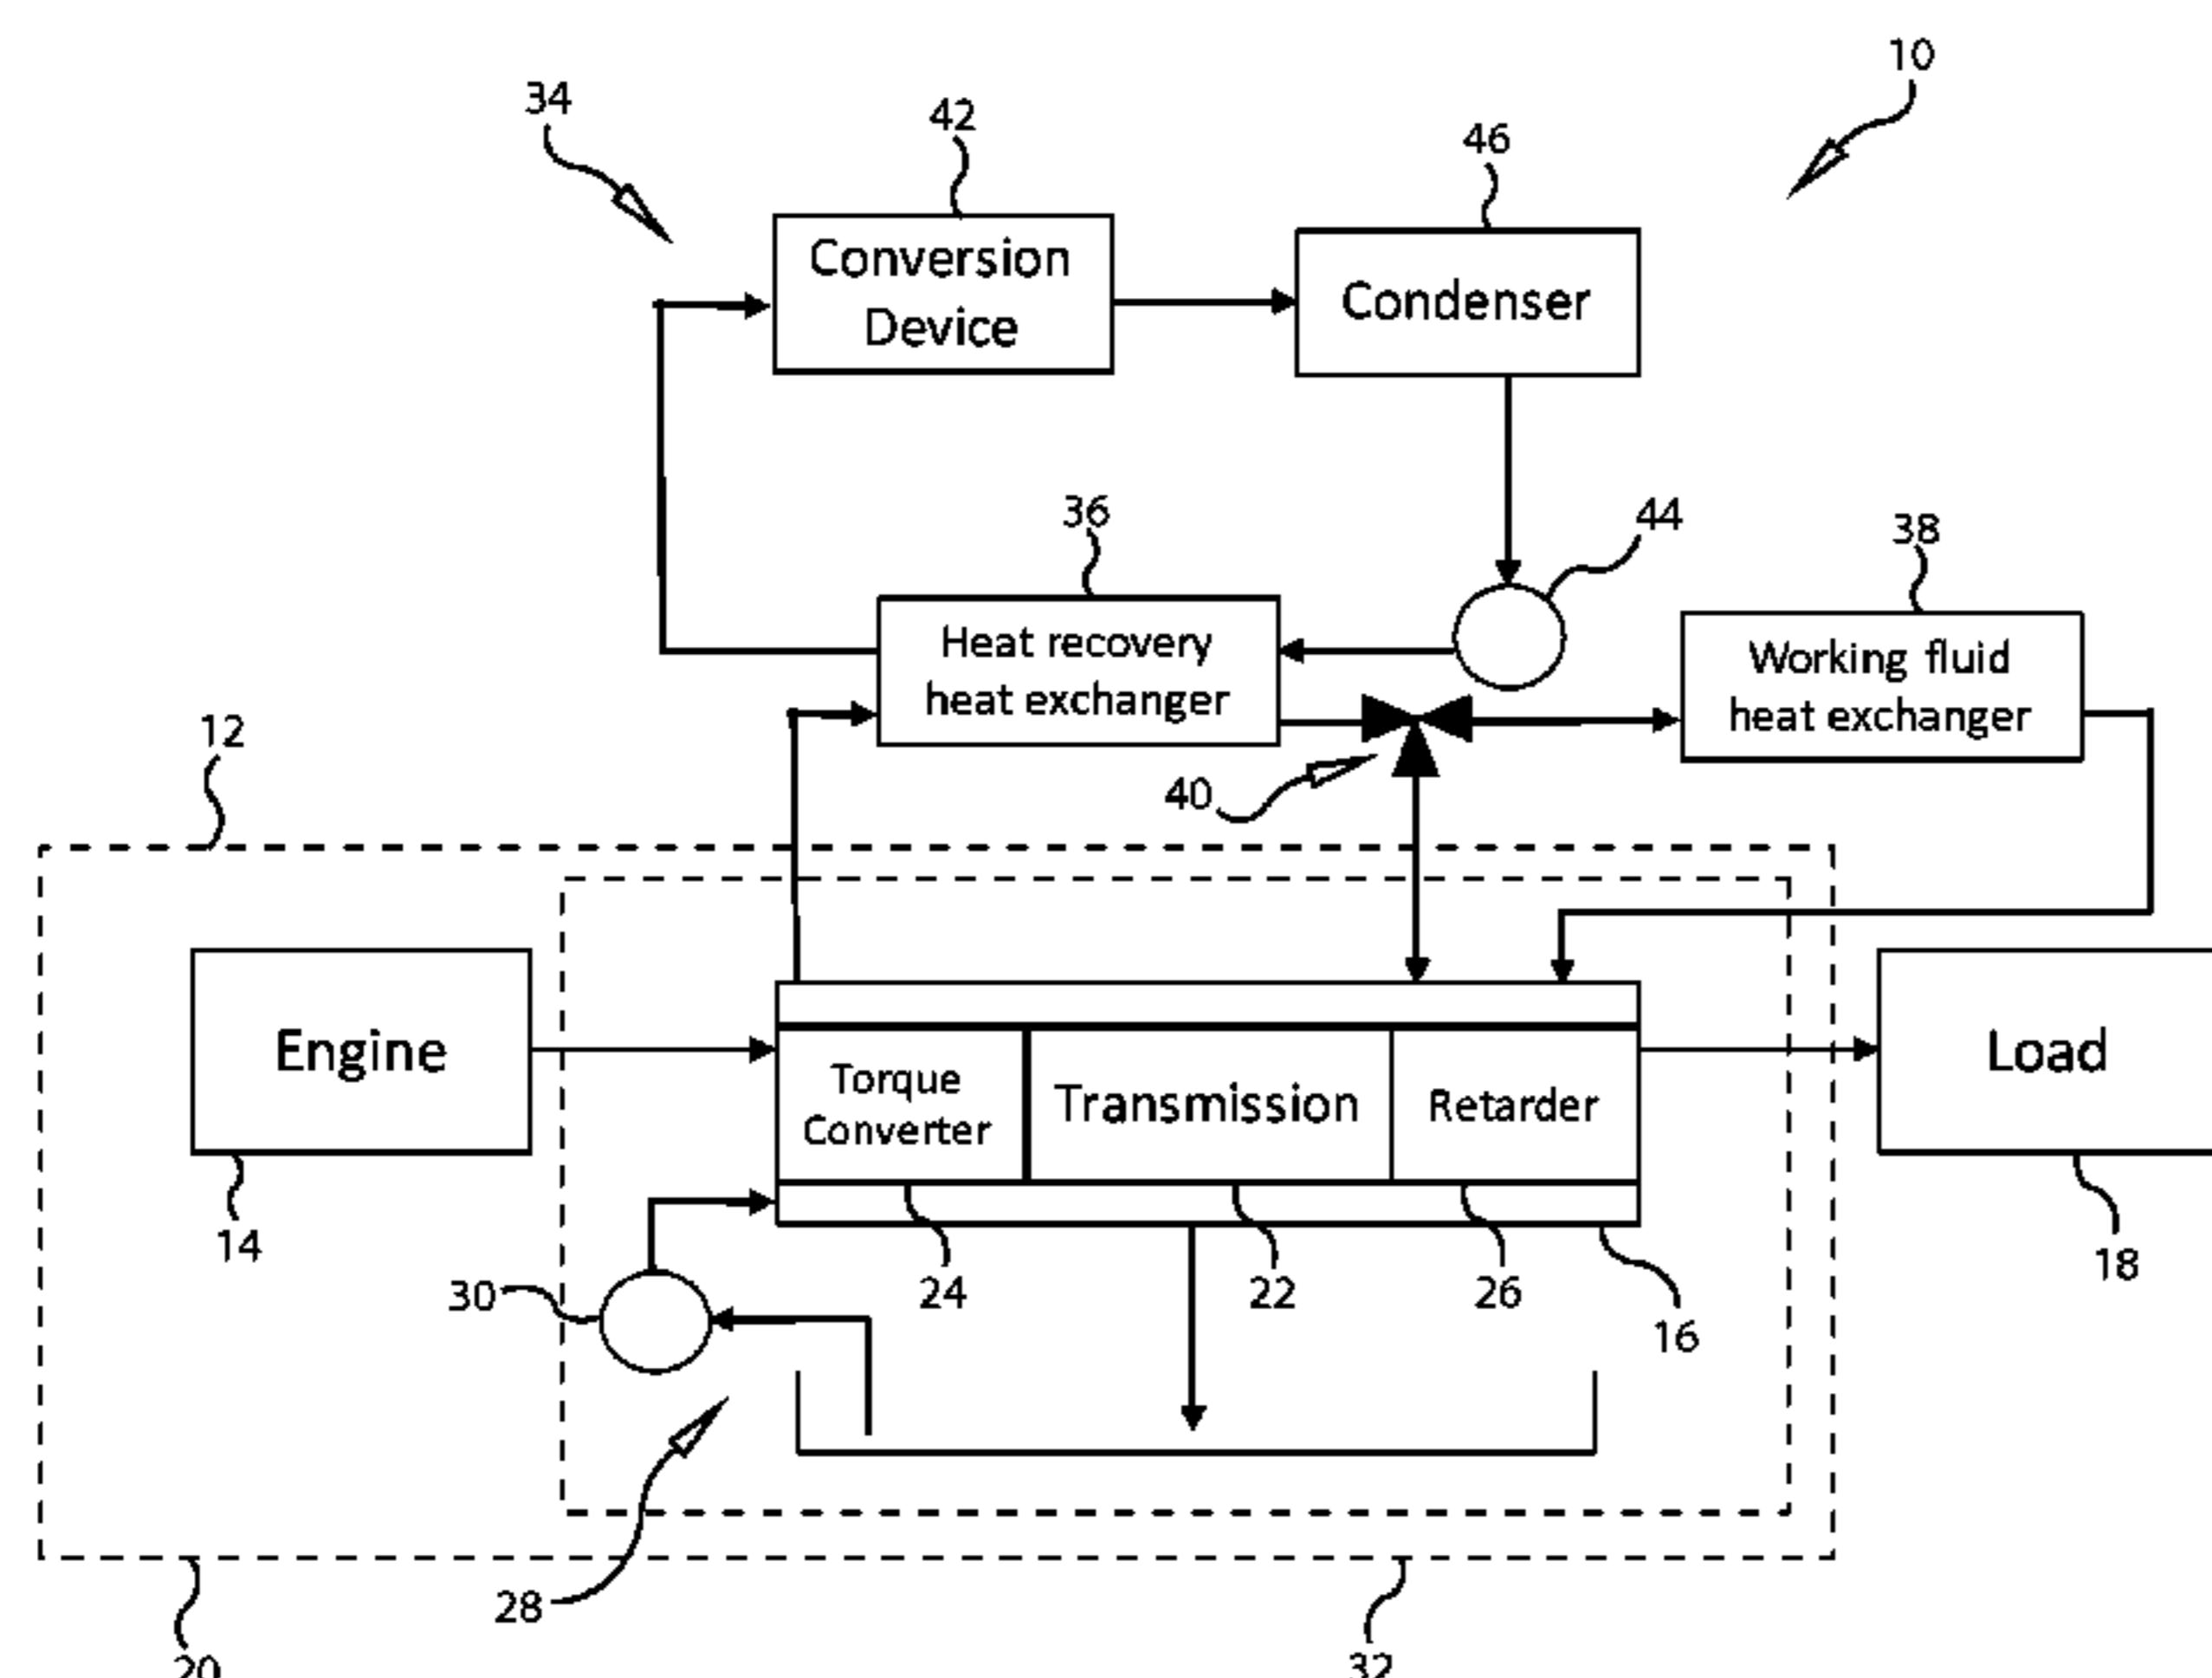 10
34
42
46
Conversion
Device
Condenser
36
44
38
Heat recovery
heat exchanger
Working fluid
heat exchanger
12
40
Engine
Torque
Converter
Transmission
Retarder
Load
14
24
22
26
18
30
16
28
20
32